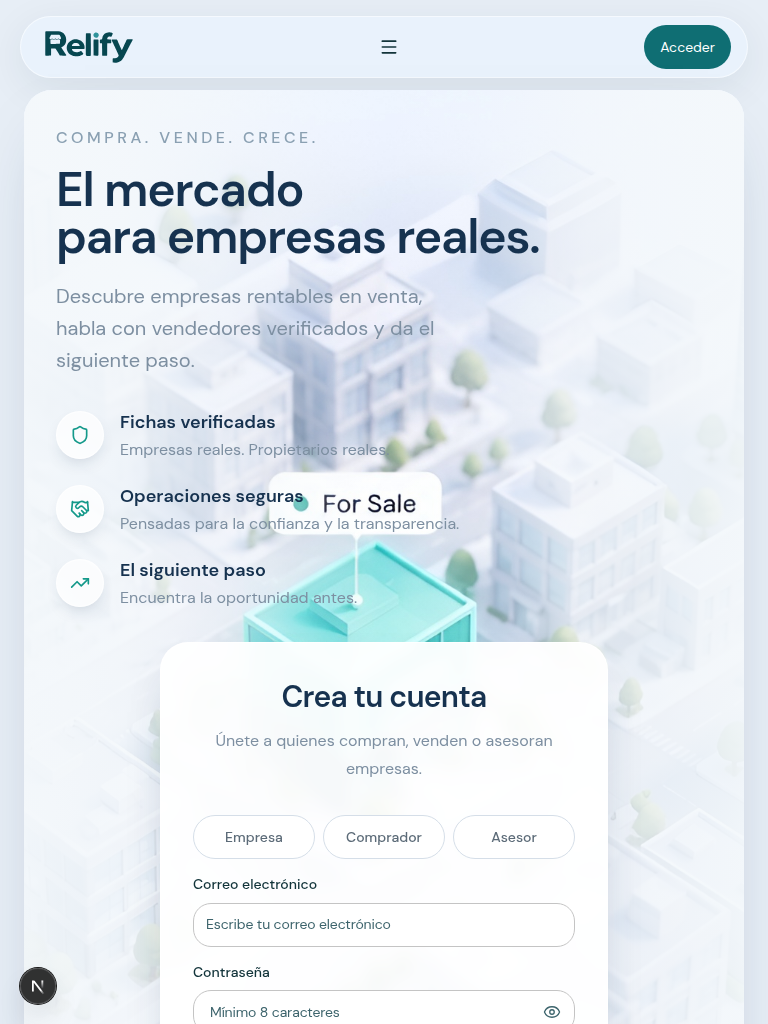 Relify
Acceder
COMPRA. VENDE. CRECE.
El mercado
para empresas reales.
Descubre empresas rentables en venta,
habla con vendedores verificados y da el
siguiente paso.
Fichas verificadas
Empresas reales. Propietarios reales.
Operaciones seguras
Pensadas para la confianza y la transparencia.
For Sale
El siguiente paso
Encuentra la oportunidad antes.
Crea tu cuenta
Únete a quienes compran, venden o asesoran
empresas.
Empresa Comprador Asesor
Correo electrónico
Escribe tu correo electrónico
Contraseña
Mínimo 8 caracteres
N